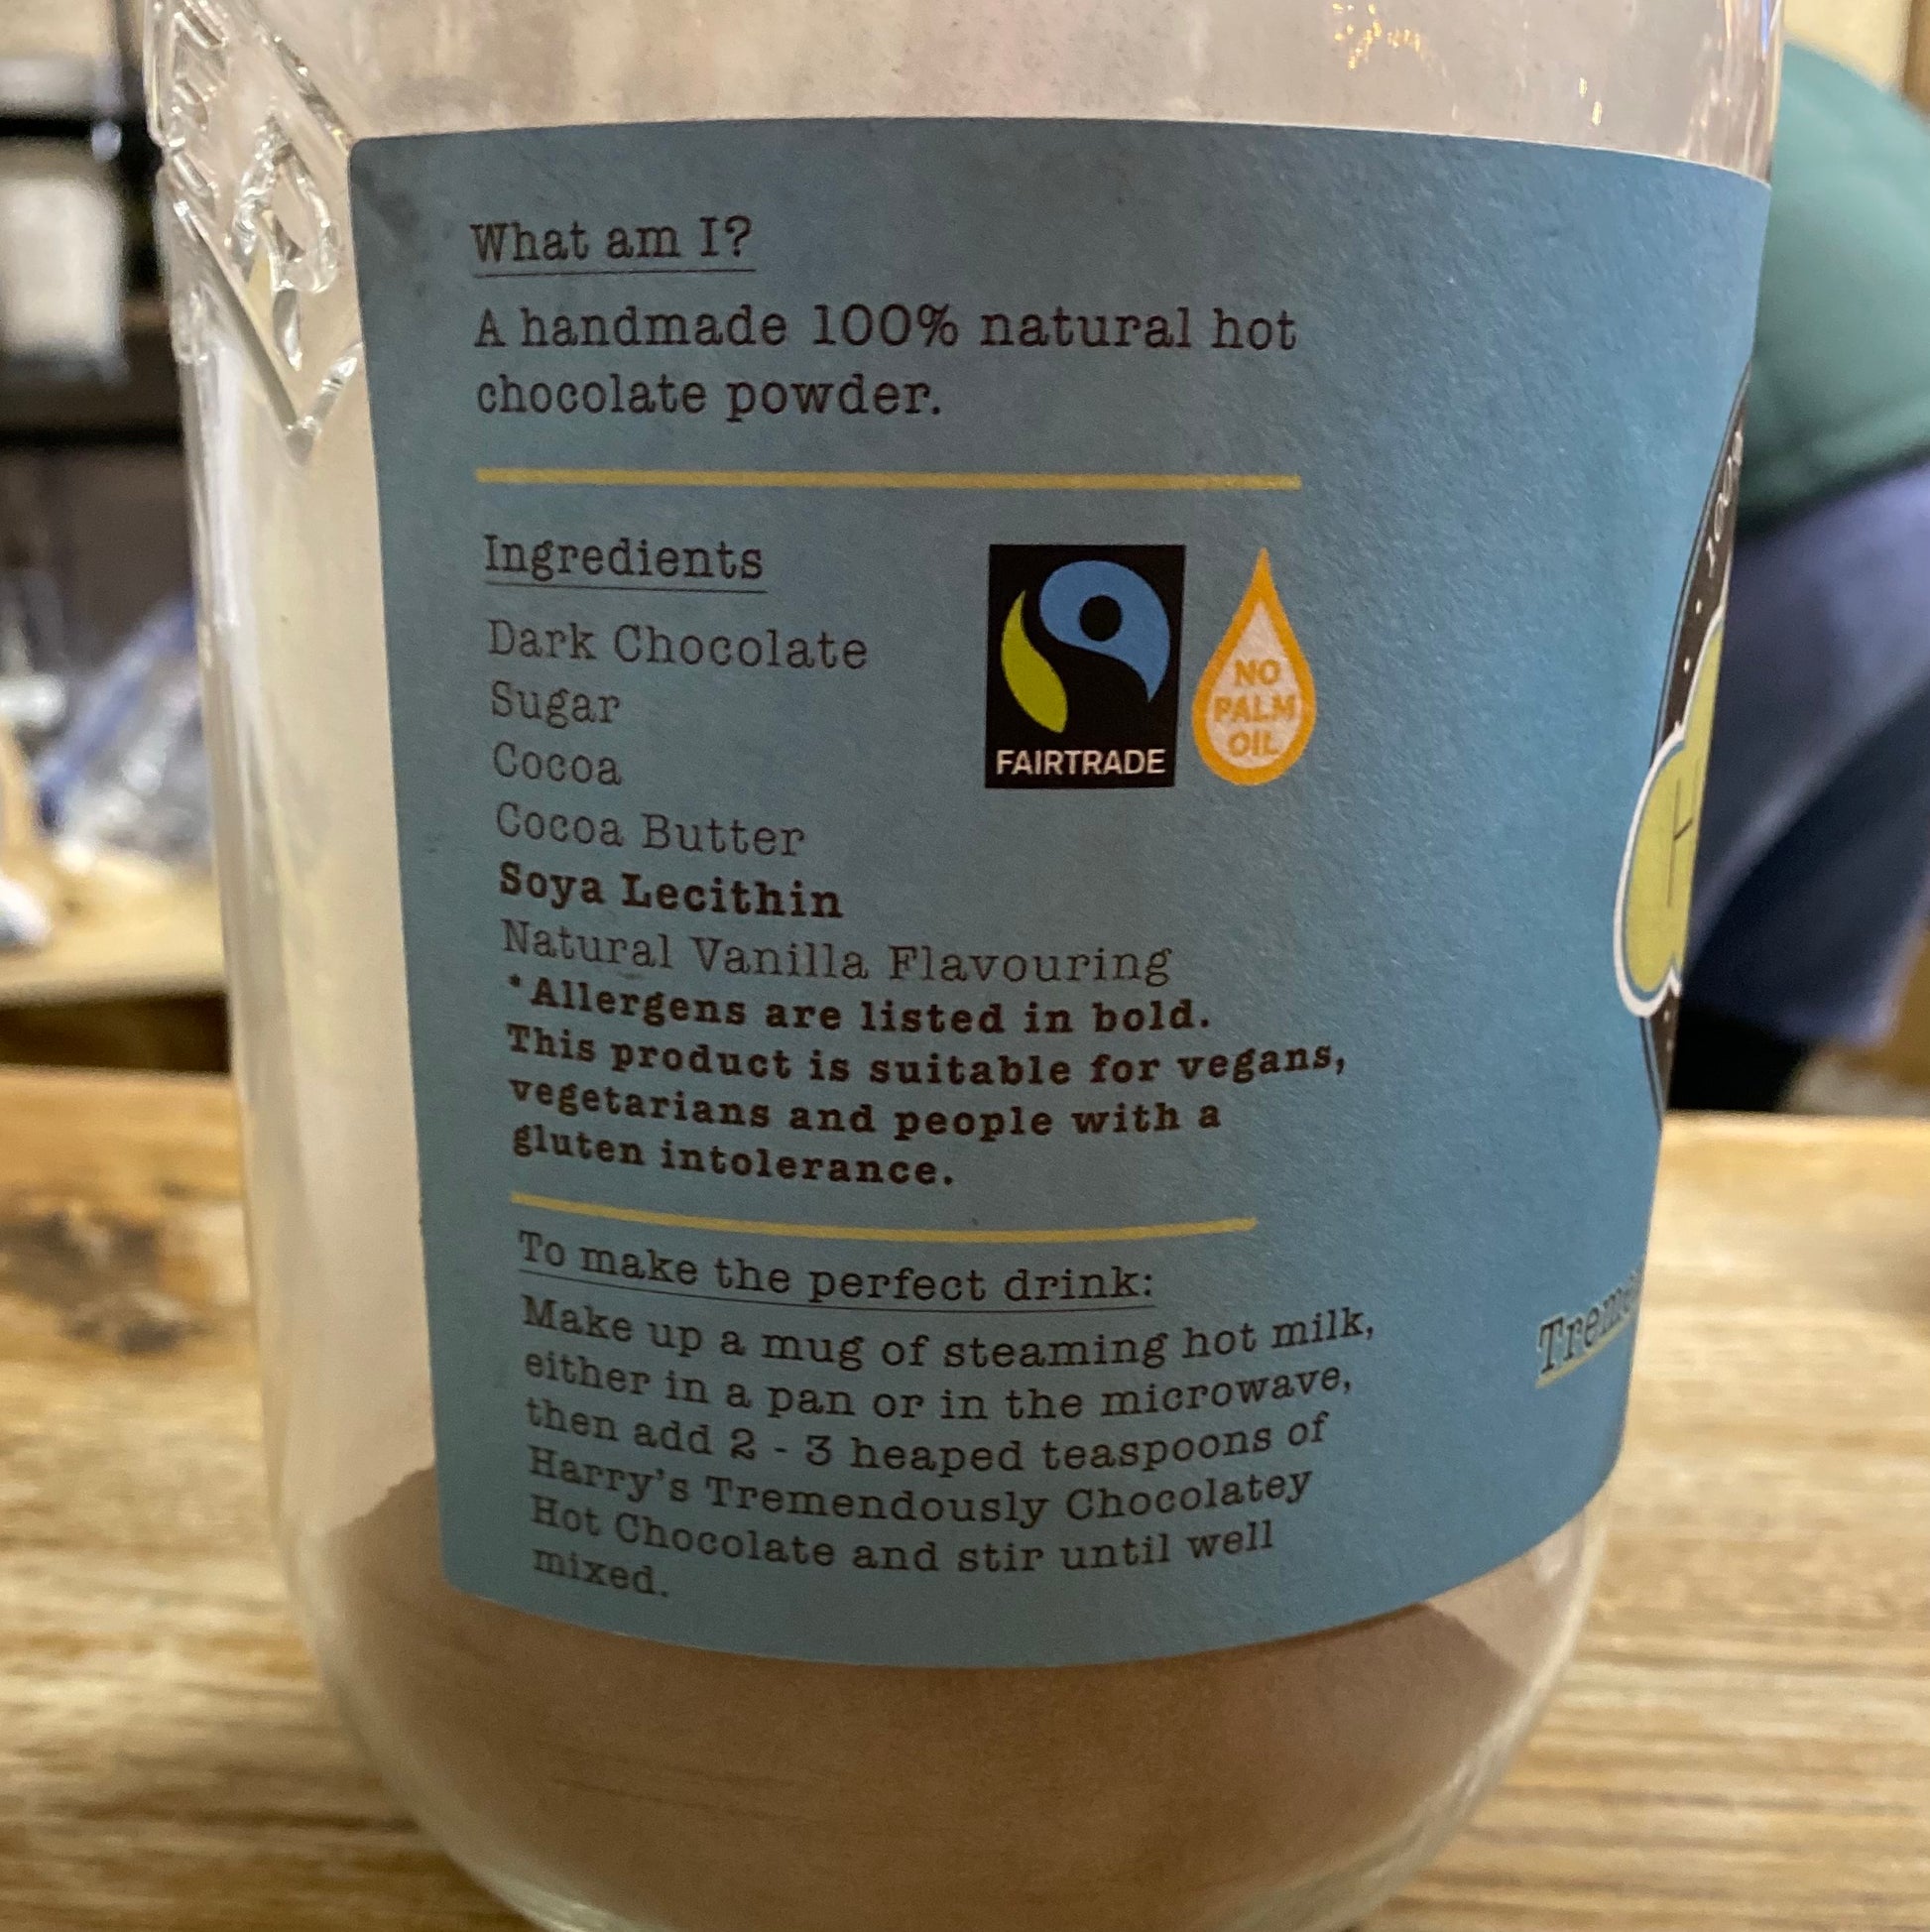 What am I?
A handmade 100% natural hot
chocolate powder.
Ingredients
Dark Chocolate
Sugar
Cocoa
Cocoa Butter
Soya Lecithin
Natural Vanilla Flavouring
*Allergens are listed in bold.
This product is suitable for vegans,
vegetarians and people with a
gluten intolerance.
FAIRTRADE
NO
PALM
OIL
To make the perfect drink:
Make up a mug of steaming hot milk,
either in a pan or in the microwave,
then add 2 - 3 heaped teaspoons of
Harry's Tremendously Chocolatey
Hot Chocolate and stir until well
mixed.